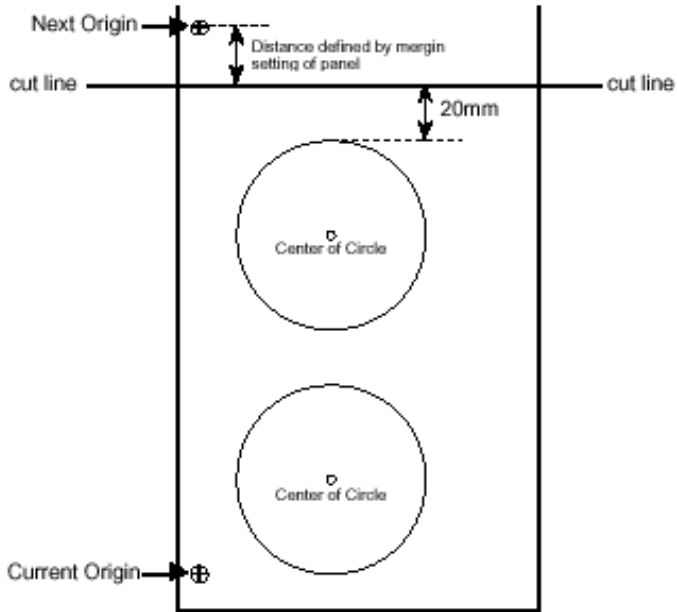 Next Origin
Distance defined by mergin
setting of panel
cut line
cut line
20mm
Center of Circle
Center of Circle
Current Origin